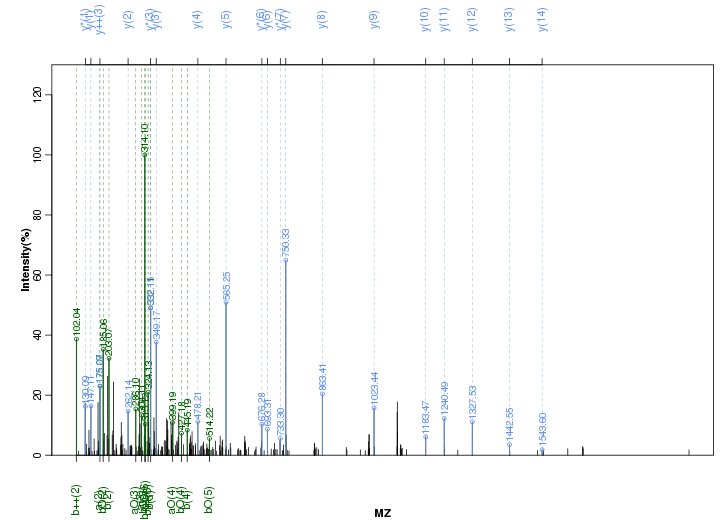 y*(1)
y(1)
y++(3)
y(2)
y*(3)
y(3)
y(4)
y(5)
y*(6)
y(6)
y*(7)
y(7)
y(8)
y(9)
y(10)
y(11)
y(12)
y(13)
y(14)
Intensity(%)
0
20
40
60
80
100
120
102.04
130.09
147.11
175.07
185.06
203.07
262.14
286.10
314.10
324.13
332.11
349.17
399.19
427.18
445.19
478.21
514.22
565.25
676.28
693.31
733.30
750.33
863.41
1023.44
1183.47
1240.49
1327.53
1442.55
1543.60
b++(2)
a(2)
b(2)
aO(3)
aO(4)
bO(4)
b(4)
bO(5)
MZ